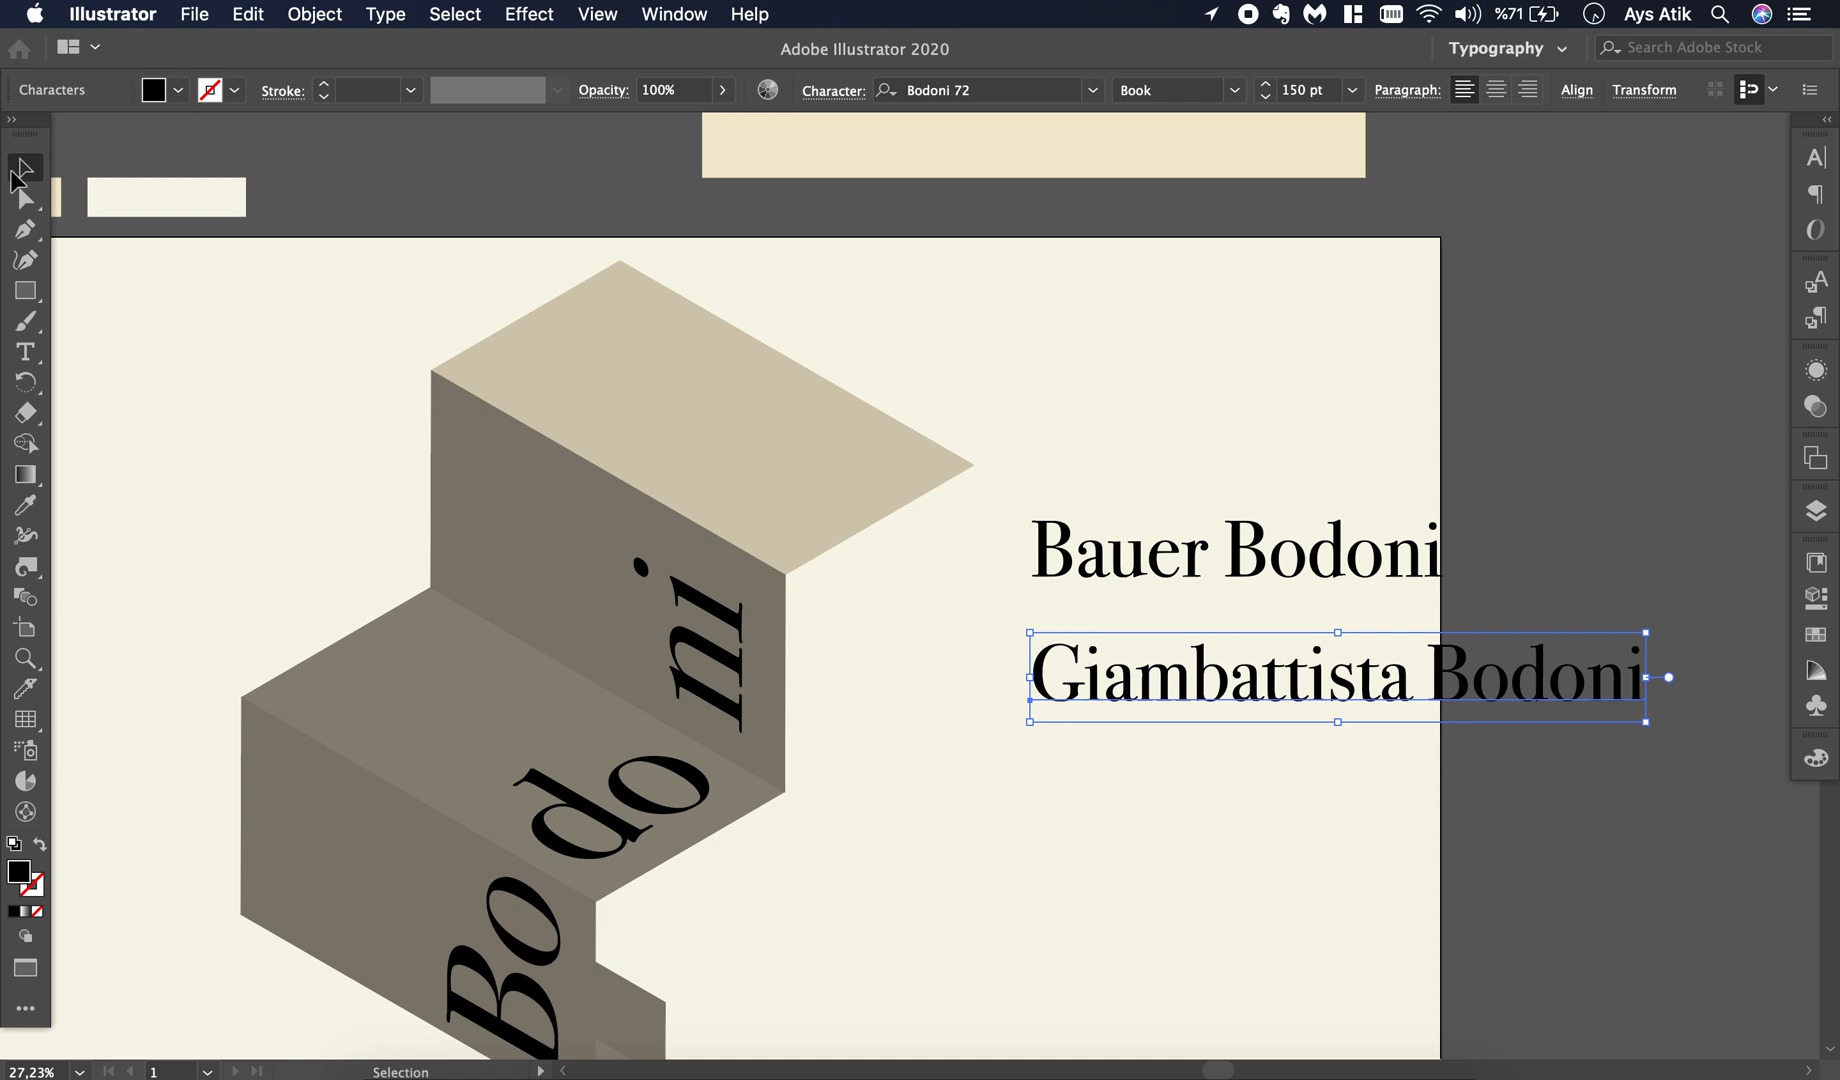 Illustrator File Edit Object Type Select Effect View Window Help %71 Ays Atik
Adobe Illustrator 2020 Typography Search Adobe Stock
Characters Stroke: Opacity: 100% Character: Bodoni 72 Book 150 pt Paragraph: Align Transform
Bauer Bodoni
Giambattista Bodoni
Bo do ni
27,23% 1 Selection